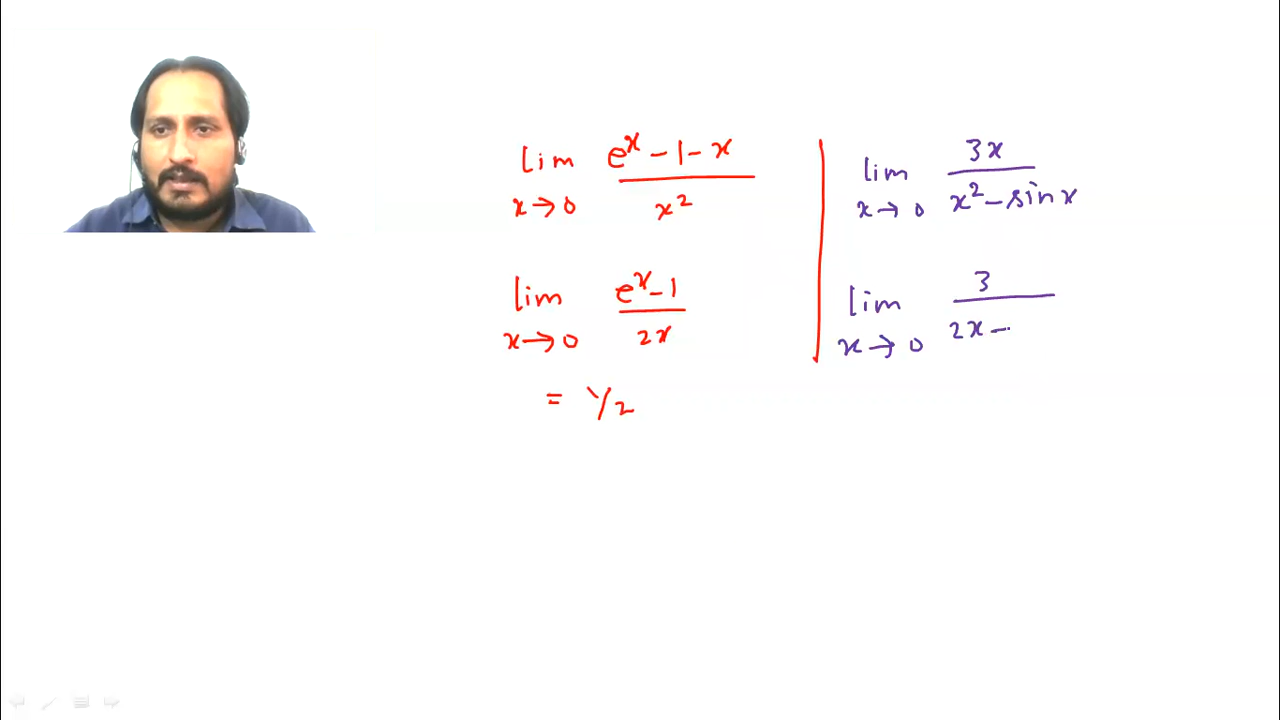 lim e^x - 1 - x
x→0 x^2
lim e^x - 1
x→0 2x
= 1/2
lim 3x
x→0 x^2 - sin x
lim 3
x→0 2x -